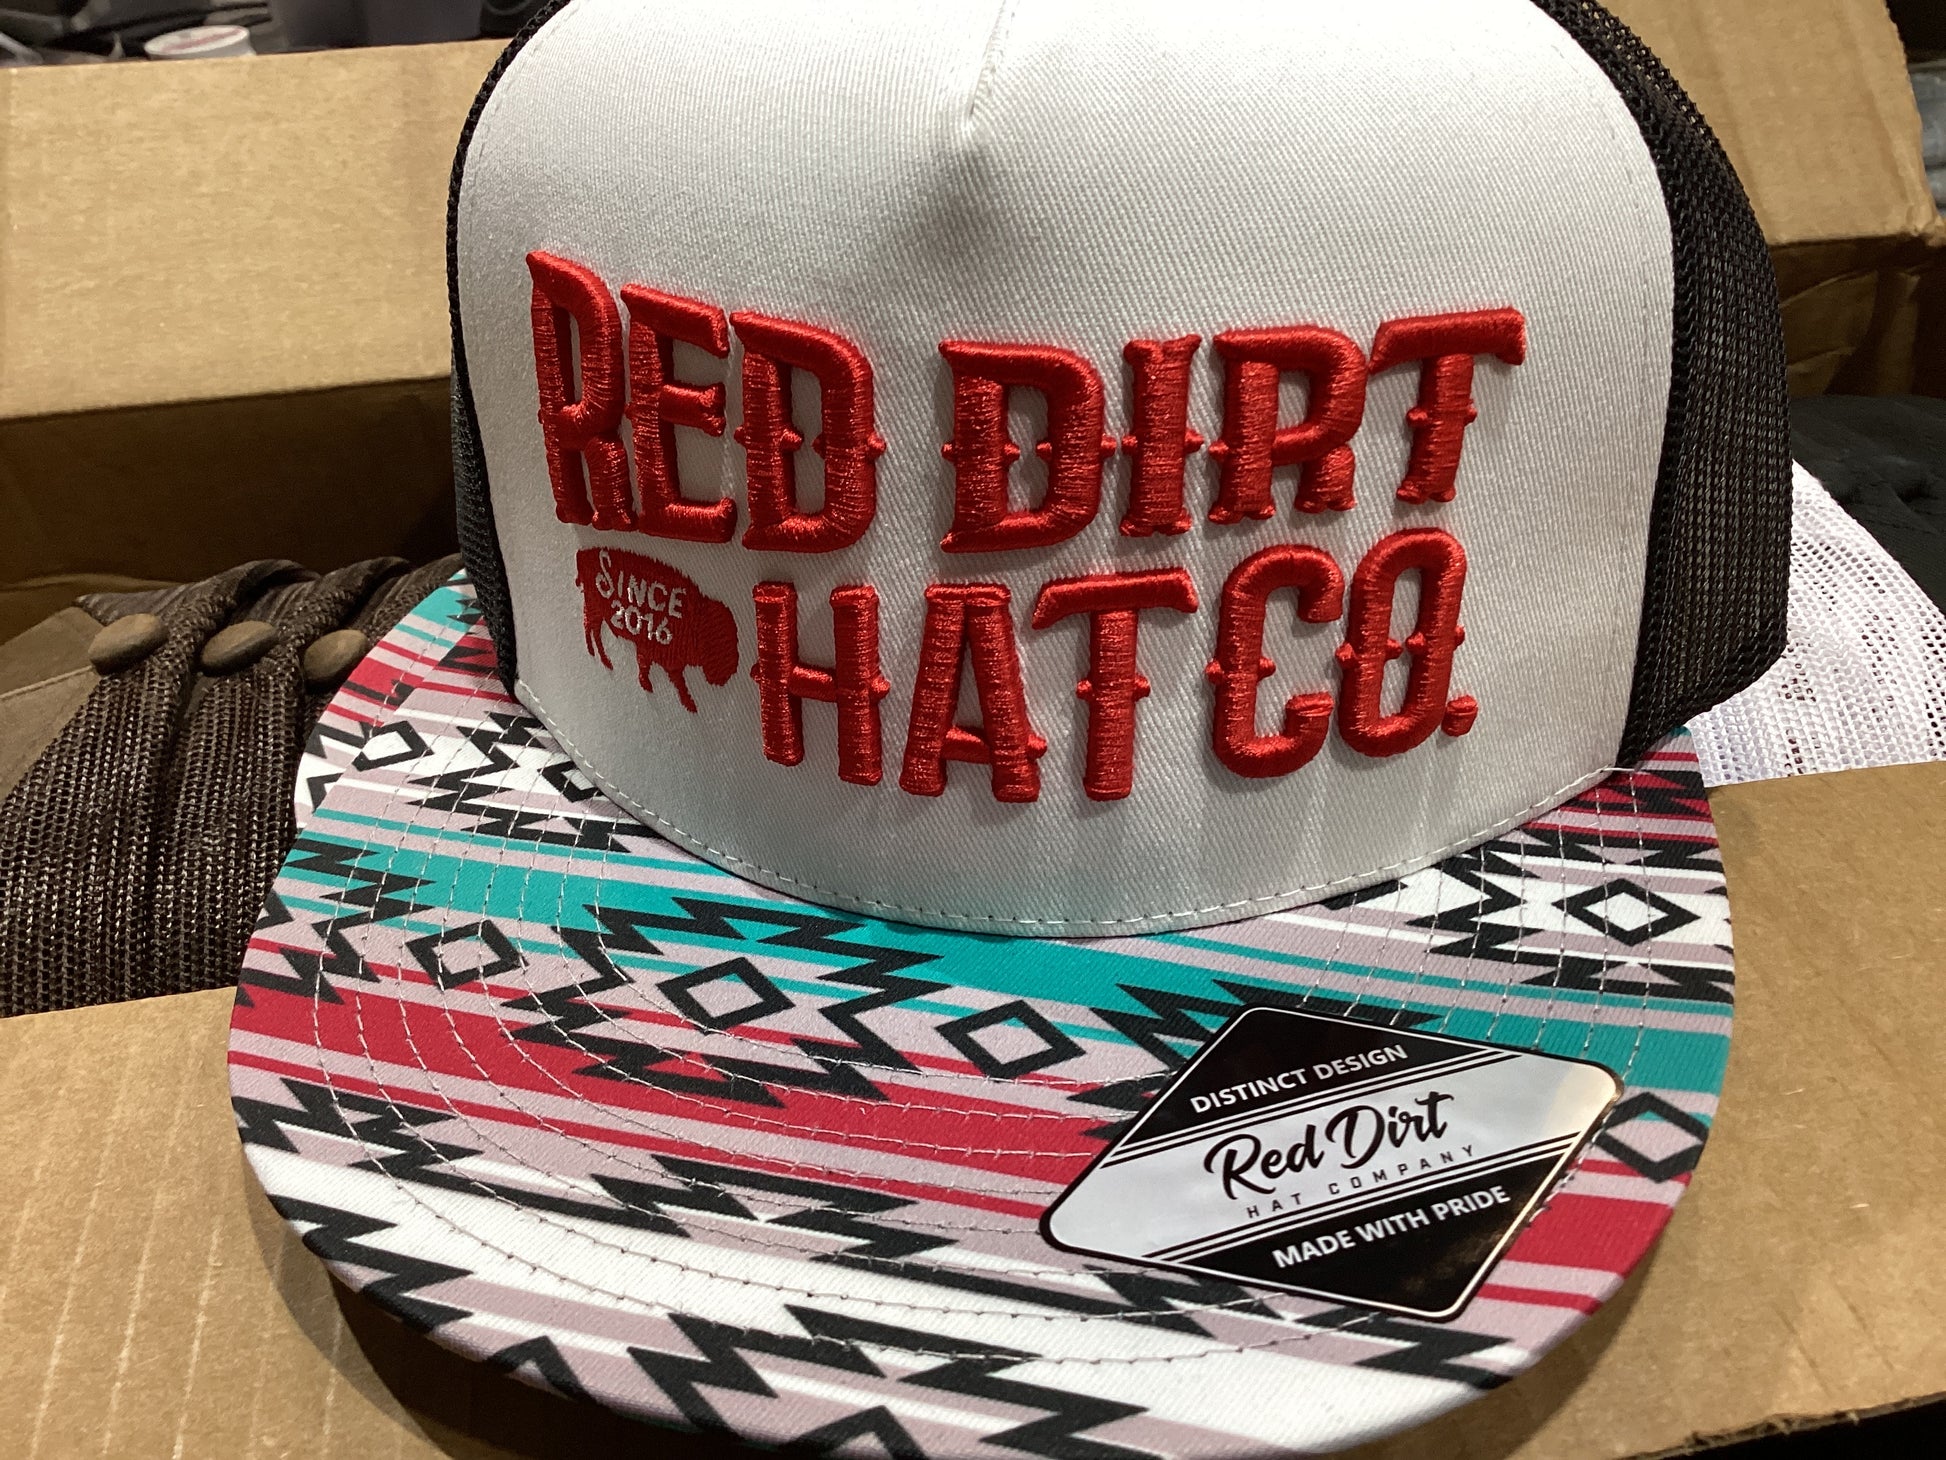 RED DIRT
SINCE
2016
HAT CO.
DISTINCT DESIGN
Red Dirt
HAT COMPANY
MADE WITH PRIDE